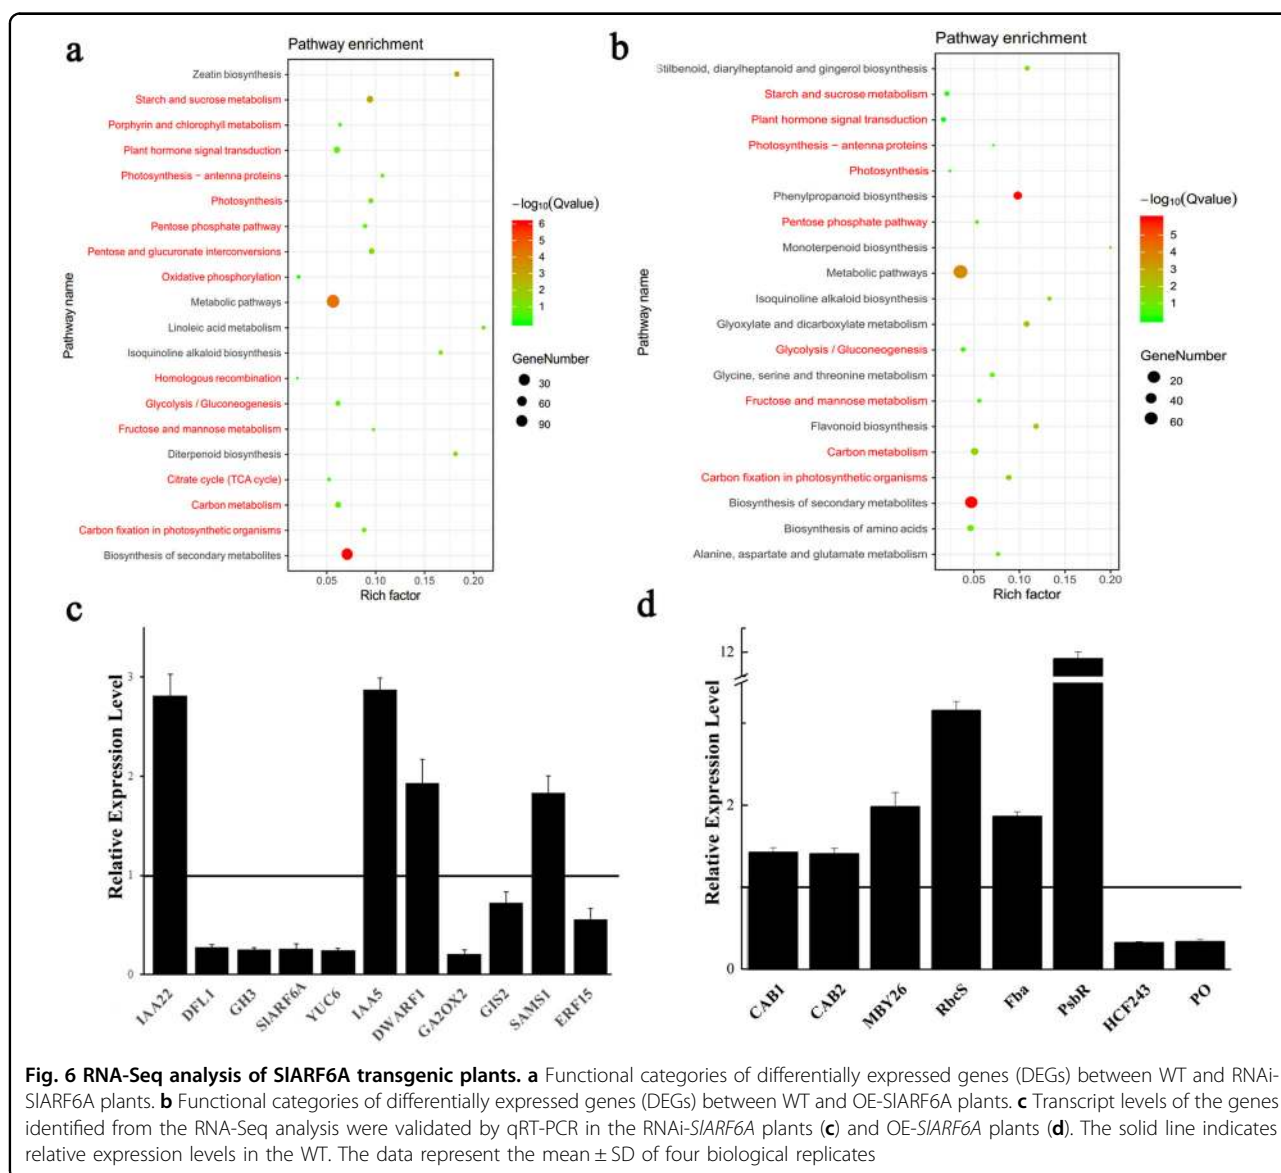 a
Pathway enrichment
Pathway name
Zeatin biosynthesis
Starch and sucrose metabolism
Porphyrin and chlorophyll metabolism
Plant hormone signal transduction
Photosynthesis − antenna proteins
Photosynthesis
Pentose phosphate pathway
Pentose and glucuronate interconversions
Oxidative phosphorylation
Metabolic pathways
Linoleic acid metabolism
Isoquinoline alkaloid biosynthesis
Homologous recombination
Glycolysis / Gluconeogenesis
Fructose and mannose metabolism
Diterpenoid biosynthesis
Citrate cycle (TCA cycle)
Carbon metabolism
Carbon fixation in photosynthetic organisms
Biosynthesis of secondary metabolites
0.05 0.10 0.15 0.20
Rich factor
−log10(Qvalue)
6
5
4
3
2
1
GeneNumber
30
60
90
b
Pathway enrichment
Pathway name
Stilbenoid, diarylheptanoid and gingerol biosynthesis
Starch and sucrose metabolism
Plant hormone signal transduction
Photosynthesis − antenna proteins
Photosynthesis
Phenylpropanoid biosynthesis
Pentose phosphate pathway
Monoterpenoid biosynthesis
Metabolic pathways
Isoquinoline alkaloid biosynthesis
Glyoxylate and dicarboxylate metabolism
Glycolysis / Gluconeogenesis
Glycine, serine and threonine metabolism
Fructose and mannose metabolism
Flavonoid biosynthesis
Carbon metabolism
Carbon fixation in photosynthetic organisms
Biosynthesis of secondary metabolites
Biosynthesis of amino acids
Alanine, aspartate and glutamate metabolism
0.05 0.10 0.15 0.20
Rich factor
−log10(Qvalue)
5
4
3
2
1
GeneNumber
20
40
60
c
Relative Expression Level
3
2
1
0
IAA22 DFL1 GH3 SlARF6A YUC6 IAA5 DWARF1 GA2OX2 GIS2 SAMS1 ERF15
d
Relative Expression Level
12
2
0
CAB1 CAB2 MBY26 RbcS Fba PsbR HCF243 PO
Fig. 6 RNA-Seq analysis of SlARF6A transgenic plants. a Functional categories of differentially expressed genes (DEGs) between WT and RNAi-
SlARF6A plants. b Functional categories of differentially expressed genes (DEGs) between WT and OE-SlARF6A plants. c Transcript levels of the genes
identified from the RNA-Seq analysis were validated by qRT-PCR in the RNAi-SlARF6A plants (c) and OE-SlARF6A plants (d). The solid line indicates
relative expression levels in the WT. The data represent the mean ± SD of four biological replicates